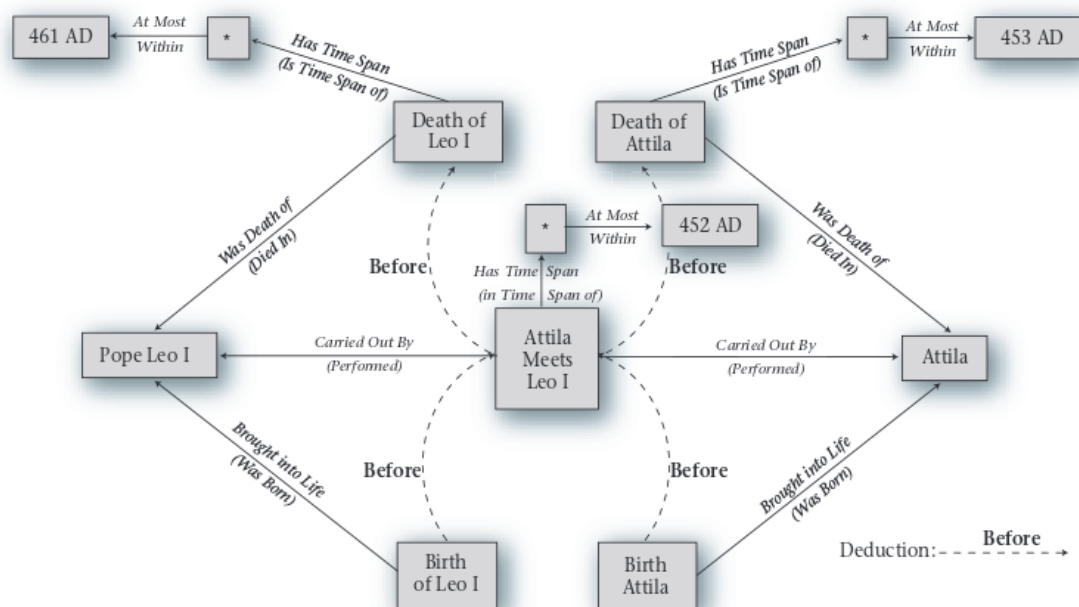 461 AD
At Most
Within
*
Has Time Span
(Is Time Span of)
Has Time Span
(Is Time Span of)
*
At Most
Within
453 AD
Death of
Leo I
Death of
Attila
Was Death of
(Died In)
*
At Most
Within
452 AD
Was Death of
(Died In)
Before
Has Time Span
(in Time Span of)
Before
Pope Leo I
Carried Out By
(Performed)
Attila
Meets
Leo I
Carried Out By
(Performed)
Attila
Brought into Life
(Was Born)
Before
Before
Brought into Life
(Was Born)
Birth
of Leo I
Birth
Attila
Deduction:
Before